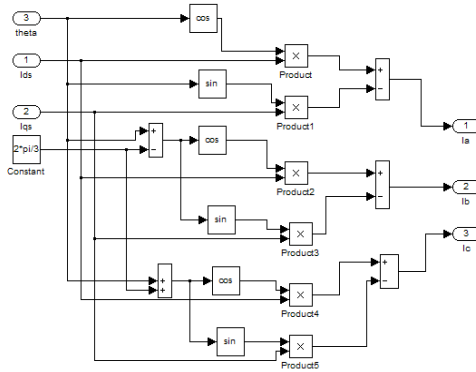 3
theta
cos
1
Ids
×
Product
+
−
sin
2
Iqs
×
Product1
1
Ia
2*pi/3
Constant
+
−
cos
×
Product2
+
−
2
Ib
sin
×
Product3
3
Ic
+
−
+
+
cos
×
Product4
sin
×
Product5